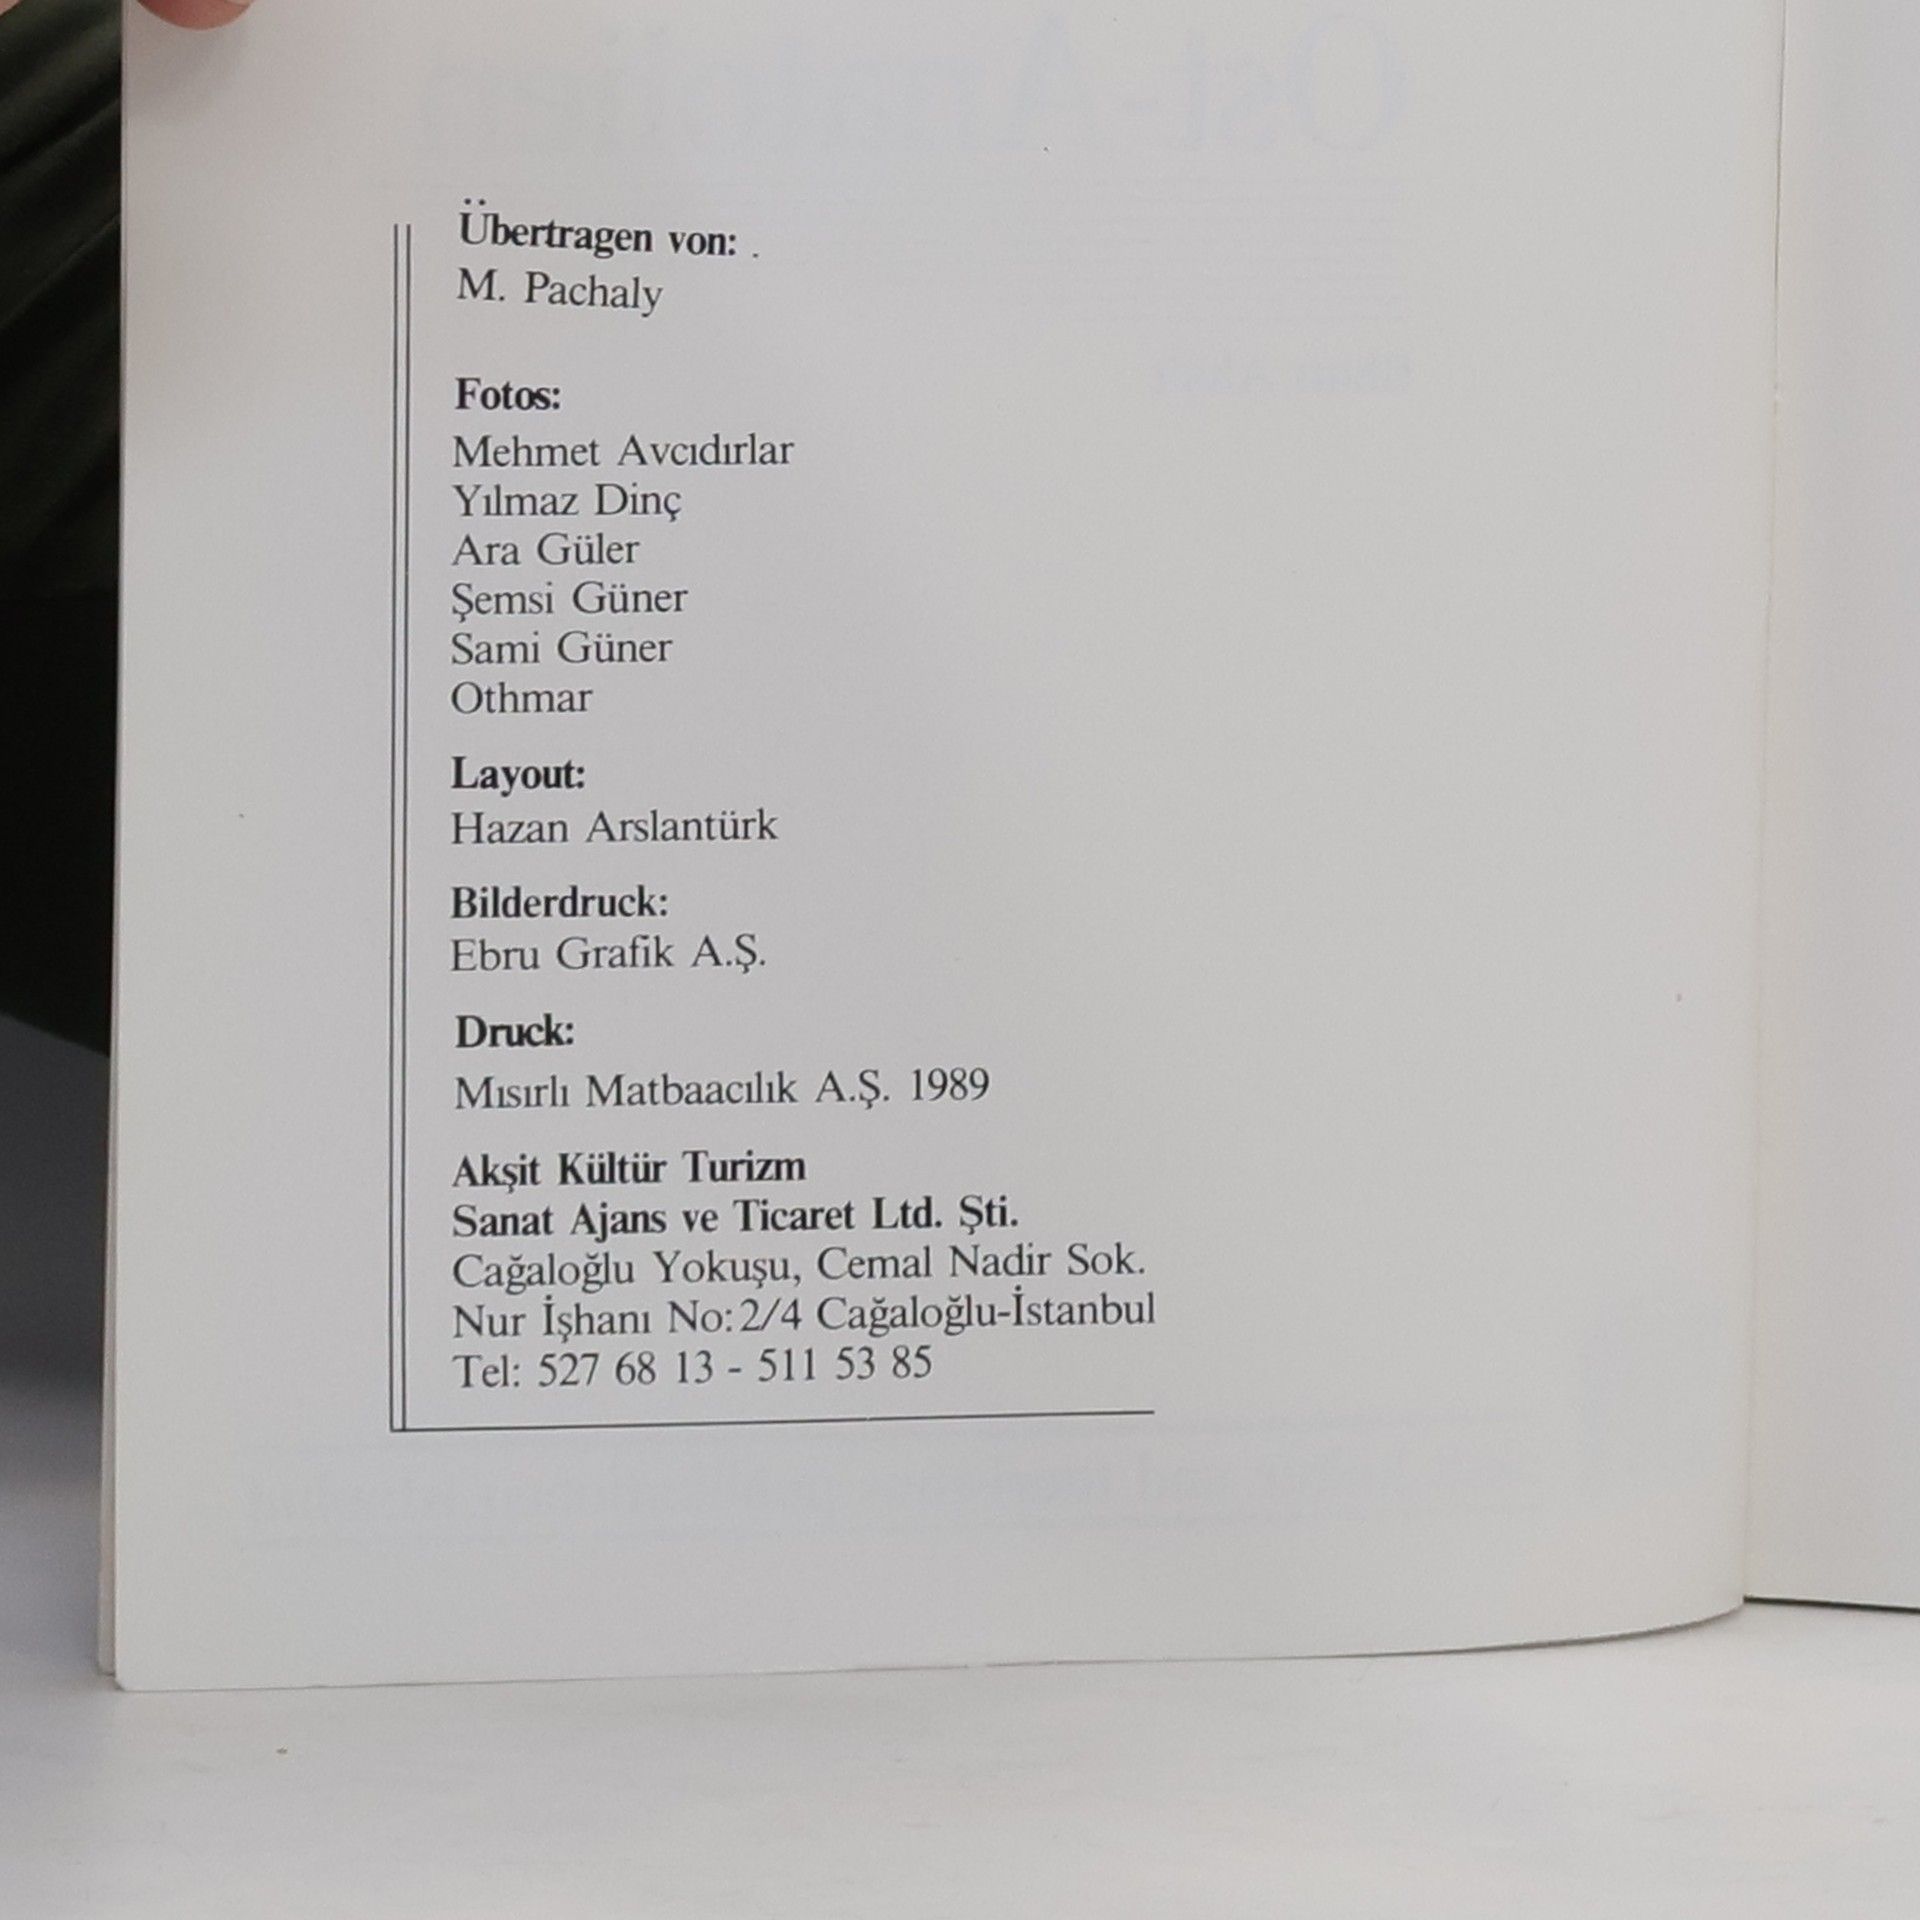 Übertragen von:
M. Pachaly
Fotos:
Mehmet Avcıdırlar
Yılmaz Dinç
Ara Güler
Şemsi Güner
Sami Güner
Othmar
Layout:
Hazan Arslantürk
Bilderdruck:
Ebru Grafik A.Ş.
Druck:
Mısırlı Matbaacılık A.Ş. 1989
Akşit Kültür Turizm
Sanat Ajans ve Ticaret Ltd. Şti.
Cağaloğlu Yokuşu, Cemal Nadir Sok.
Nur İşhanı No:2/4 Cağaloğlu-İstanbul
Tel: 527 68 13 - 511 53 85